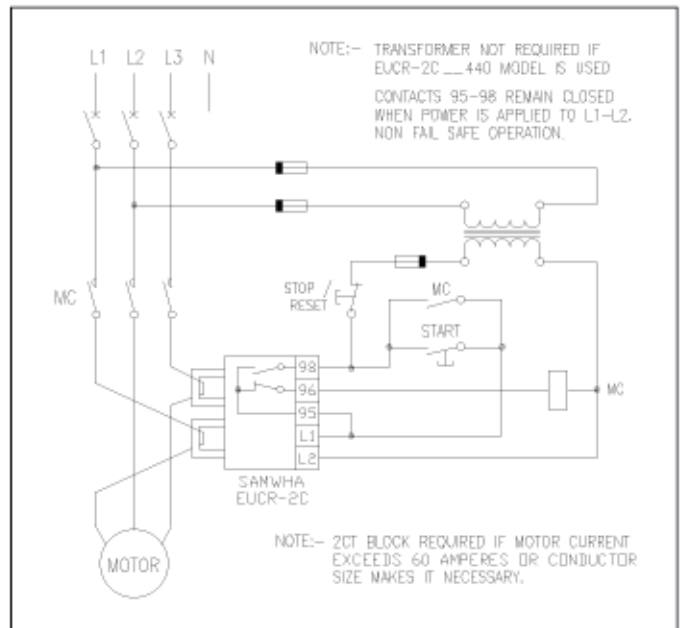 L1 L2 L3 N
NOTE:- TRANSFORMER NOT REQUIRED IF
EUCR-2C __ 440 MODEL IS USED
CONTACTS 95-98 REMAIN CLOSED
WHEN POWER IS APPLIED TO L1-L2.
NON FAIL SAFE OPERATION.
MC
STOP /
RESET
MC
START
98
96
95
L1
L2
MC
SAMWHA
EUCR-2C
MOTOR
NOTE:- 2CT BLOCK REQUIRED IF MOTOR CURRENT
EXCEEDS 60 AMPERES OR CONDUCTOR
SIZE MAKES IT NECESSARY.